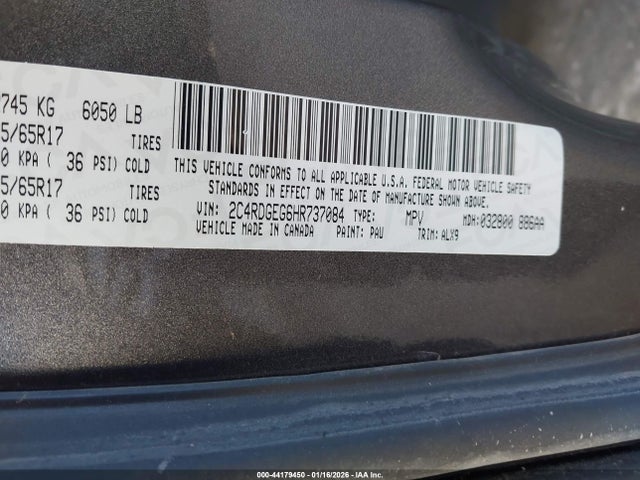 745 KG 6050 LB
5/65R17 TIRES
0 KPA ( 36 PSI) COLD
5/65R17 TIRES
0 KPA ( 36 PSI) COLD
THIS VEHICLE CONFORMS TO ALL APPLICABLE U.S.A. FEDERAL MOTOR VEHICLE SAFETY
STANDARDS IN EFFECT ON THE DATE OF MANUFACTURE SHOWN ABOVE.
VIN: 2C4RDGEG6HR737084 TYPE: MPV MDH: 032800 886AA
VEHICLE MADE IN CANADA PAINT: PAU TRIM: ALX9
000-44179450 - 01/16/2026 - IAA Inc.